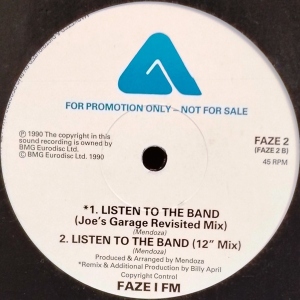 FOR PROMOTION ONLY – NOT FOR SALE
℗ 1990 The copyright in this
sound recording is owned by
BMG Eurodisc Ltd.
© BMG Eurodisc Ltd. 1990
FAZE 2
(FAZE 2 B)
45 RPM
*1. LISTEN TO THE BAND
(Joe's Garage Revisited Mix)
(Mendoza)
2. LISTEN TO THE BAND (12" Mix)
(Mendoza)
Produced & Arranged by Mendoza
*Remix & Additional Production by Billy April
Copyright Control
FAZE I FM